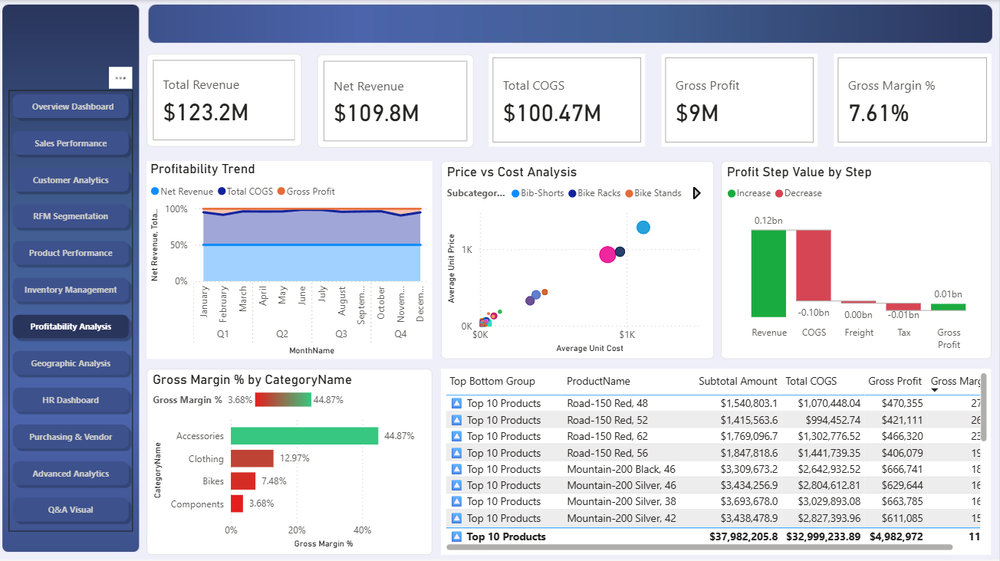 ...
Overview Dashboard
Sales Performance
Customer Analytics
RFM Segmentation
Product Performance
Inventory Management
Profitability Analysis
Geographic Analysis
HR Dashboard
Purchasing & Vendor
Advanced Analytics
Q&A Visual
Total Revenue
$123.2M
Net Revenue
$109.8M
Total COGS
$100.47M
Gross Profit
$9M
Gross Margin %
7.61%
Profitability Trend
Net Revenue Total COGS Gross Profit
Net Revenue, Tota...
100%
50%
0%
January
February
March
April
May
June
July
August
Septem...
October
Novem...
Decem...
Q1 Q2 Q3 Q4
MonthName
Price vs Cost Analysis
Subcategor... Bib-Shorts Bike Racks Bike Stands
Average Unit Price
1K
0K
$0K $1K
Average Unit Cost
Profit Step Value by Step
Increase Decrease
0.12bn
-0.10bn
0.00bn
-0.01bn
0.01bn
Revenue COGS Freight Tax Gross
Profit
Gross Margin % by CategoryName
Gross Margin % 3.68% 44.87%
CategoryName
Accessories 44.87%
Clothing 12.97%
Bikes 7.48%
Components 3.68%
0% 20% 40%
Gross Margin %
Top Bottom Group ProductName Subtotal Amount Total COGS Gross Profit Gross Marg
Top 10 Products Road-150 Red, 48 $1,540,803.1 $1,070,448.04 $470,355 27
Top 10 Products Road-150 Red, 52 $1,415,563.6 $994,452.74 $421,111 26
Top 10 Products Road-150 Red, 62 $1,769,096.7 $1,302,776.52 $466,320 23
Top 10 Products Road-150 Red, 56 $1,847,818.6 $1,441,739.35 $406,079 19
Top 10 Products Mountain-200 Black, 46 $3,309,673.2 $2,642,932.52 $666,741 18
Top 10 Products Mountain-200 Silver, 46 $3,434,256.9 $2,804,612.81 $629,644 16
Top 10 Products Mountain-200 Silver, 38 $3,693,678.0 $3,029,893.08 $663,785 16
Top 10 Products Mountain-200 Silver, 42 $3,438,478.9 $2,827,393.96 $611,085 15
Top 10 Products $37,982,205.8 $32,999,233.89 $4,982,972 11